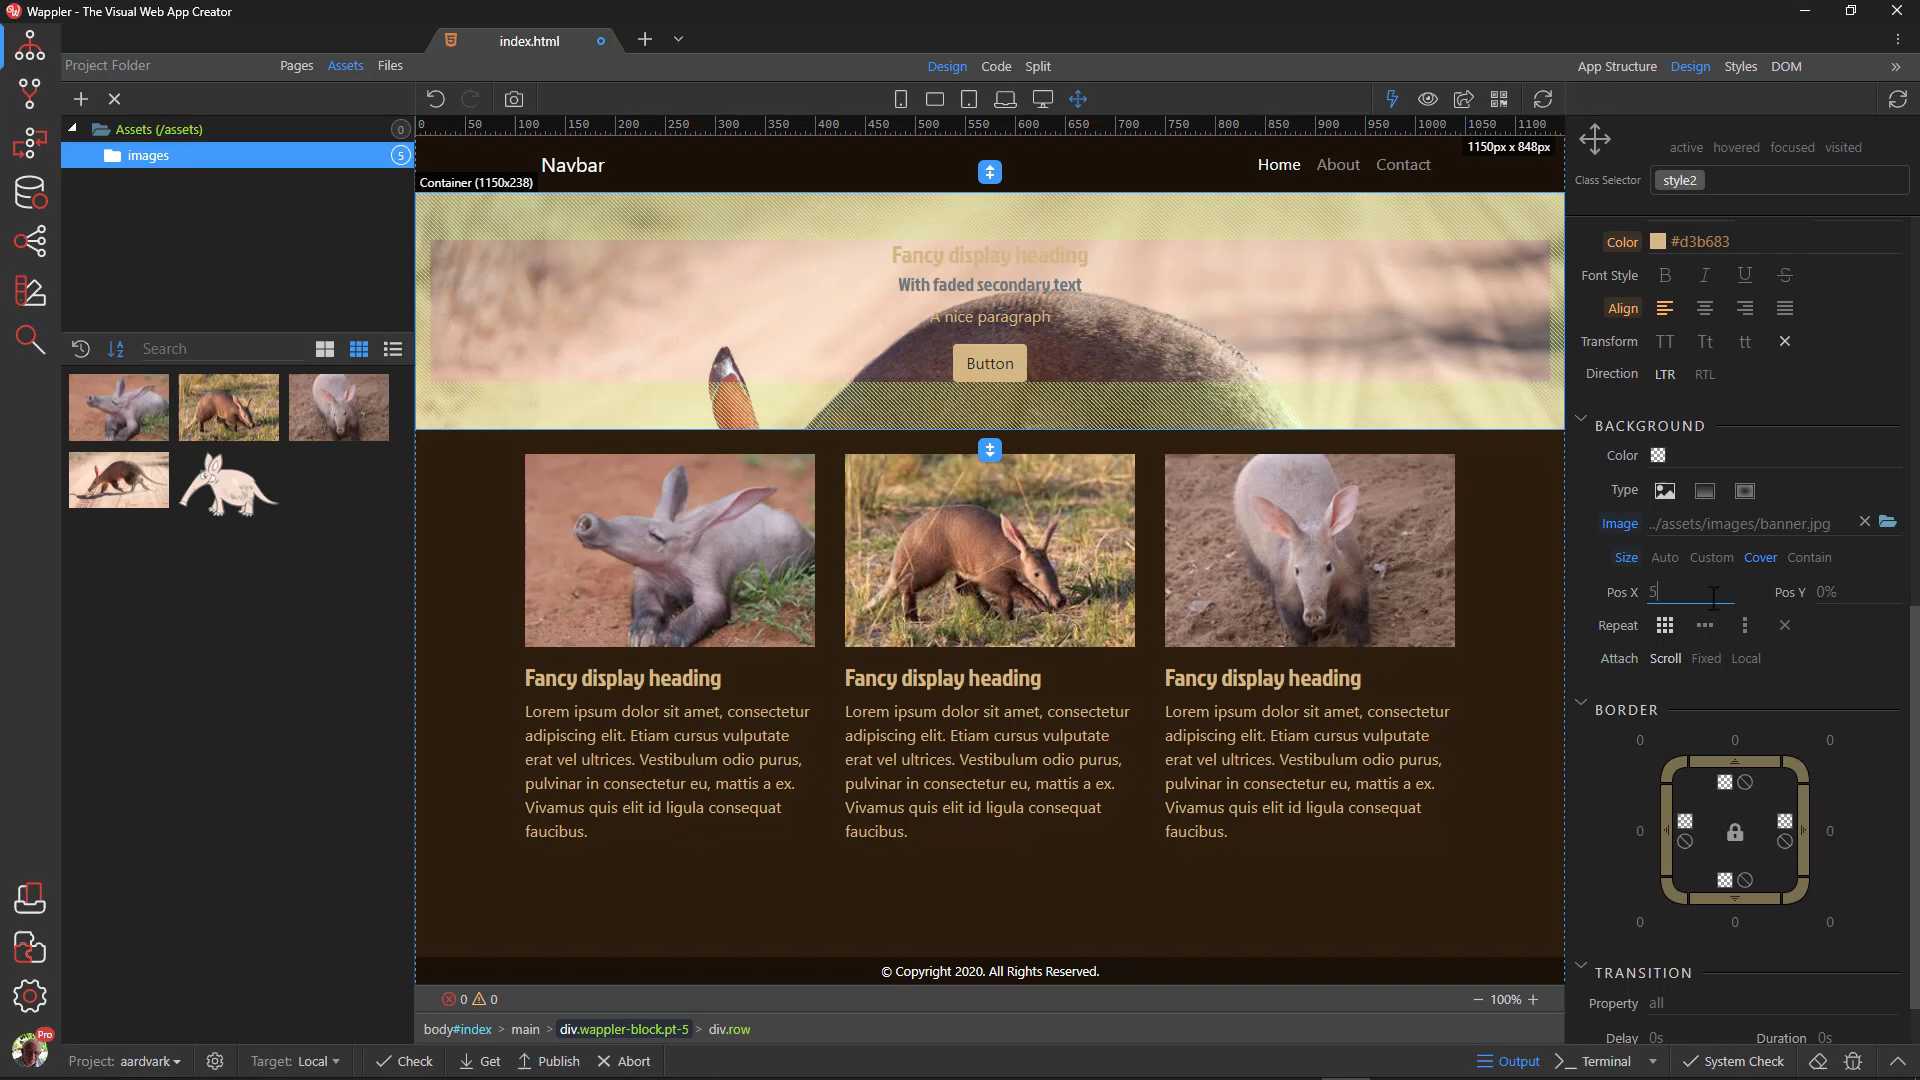 Wappler - The Visual Web App Creator
index.html
Project Folder
Pages Assets Files
Design Code Split
App Structure Design Styles DOM
Assets (/assets) 0
images 5
0 50 100 150 200 250 300 350 400 450 500 550 600 650 700 750 800 850 900 950 1000 1050 1100
1150px x 848px
Navbar
Home About Contact
Container (1150x238)
Fancy display heading
With faded secondary text
A nice paragraph
Button
Search
Fancy display heading
Lorem ipsum dolor sit amet, consectetur
adipiscing elit. Etiam cursus vulputate
erat vel ultrices. Vestibulum odio purus,
pulvinar in consectetur eu, mattis a ex.
Vivamus quis elit id ligula consequat
faucibus.
Fancy display heading
Lorem ipsum dolor sit amet, consectetur
adipiscing elit. Etiam cursus vulputate
erat vel ultrices. Vestibulum odio purus,
pulvinar in consectetur eu, mattis a ex.
Vivamus quis elit id ligula consequat
faucibus.
Fancy display heading
Lorem ipsum dolor sit amet, consectetur
adipiscing elit. Etiam cursus vulputate
erat vel ultrices. Vestibulum odio purus,
pulvinar in consectetur eu, mattis a ex.
Vivamus quis elit id ligula consequat
faucibus.
© Copyright 2020. All Rights Reserved.
0 0
100%
body#index > main > div.wappler-block.pt-5 > div.row
active hovered focused visited
Class Selector style2
Color #d3b683
Font Style B I U S
Align
Transform TT Tt tt
Direction LTR RTL
BACKGROUND
Color
Type
Image ../assets/images/banner.jpg
Size Auto Custom Cover Contain
Pos X 5 Pos Y 0%
Repeat
Attach Scroll Fixed Local
BORDER
0 0 0
0 0
0 0 0
TRANSITION
Property all
Delay 0s Duration 0s
Pro
Project: aardvark Target: Local Check Get Publish Abort
Output Terminal System Check